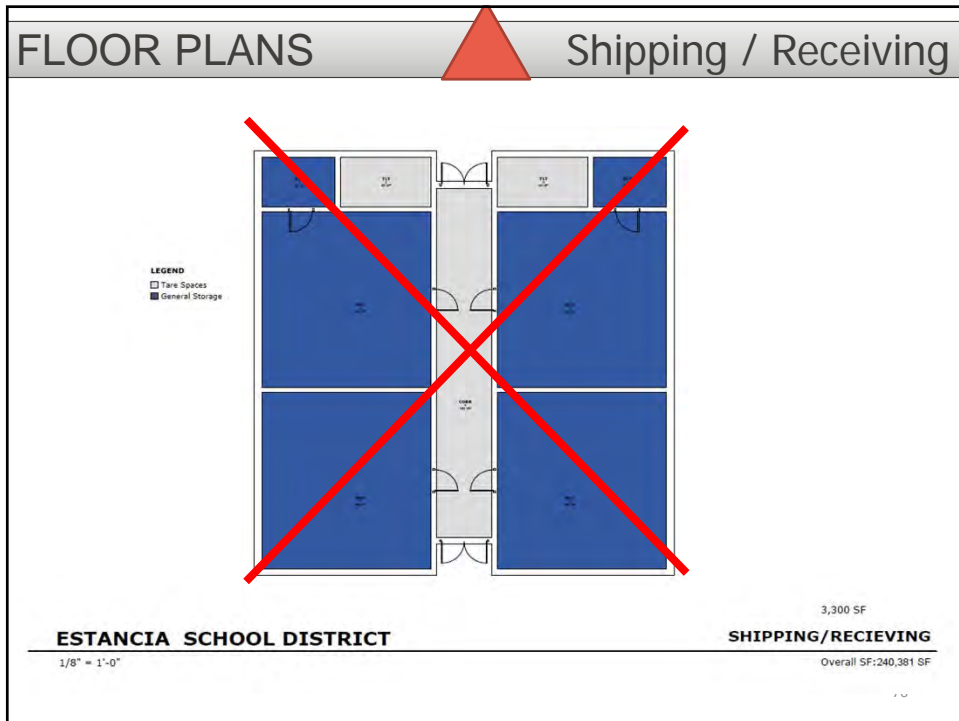 FLOOR PLANS
Shipping / Receiving
LEGEND
Tare Spaces
General Storage
3,300 SF
ESTANCIA SCHOOL DISTRICT
SHIPPING/RECIEVING
1/8" = 1'-0"
Overall SF:240,381 SF